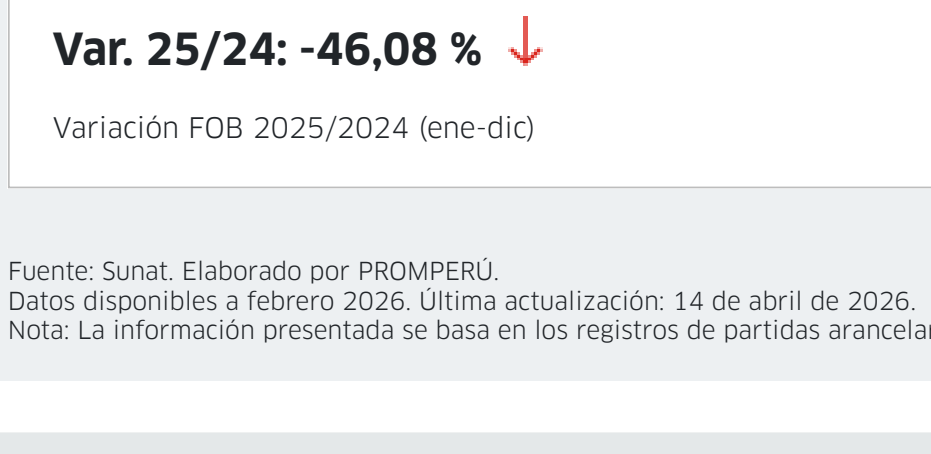 Var. 25/24: -46,08 %
Variación FOB 2025/2024 (ene-dic)
Fuente: Sunat. Elaborado por PROMPERÚ.
Datos disponibles a febrero 2026. Última actualización: 14 de abril de 2026.
Nota: La información presentada se basa en los registros de partidas